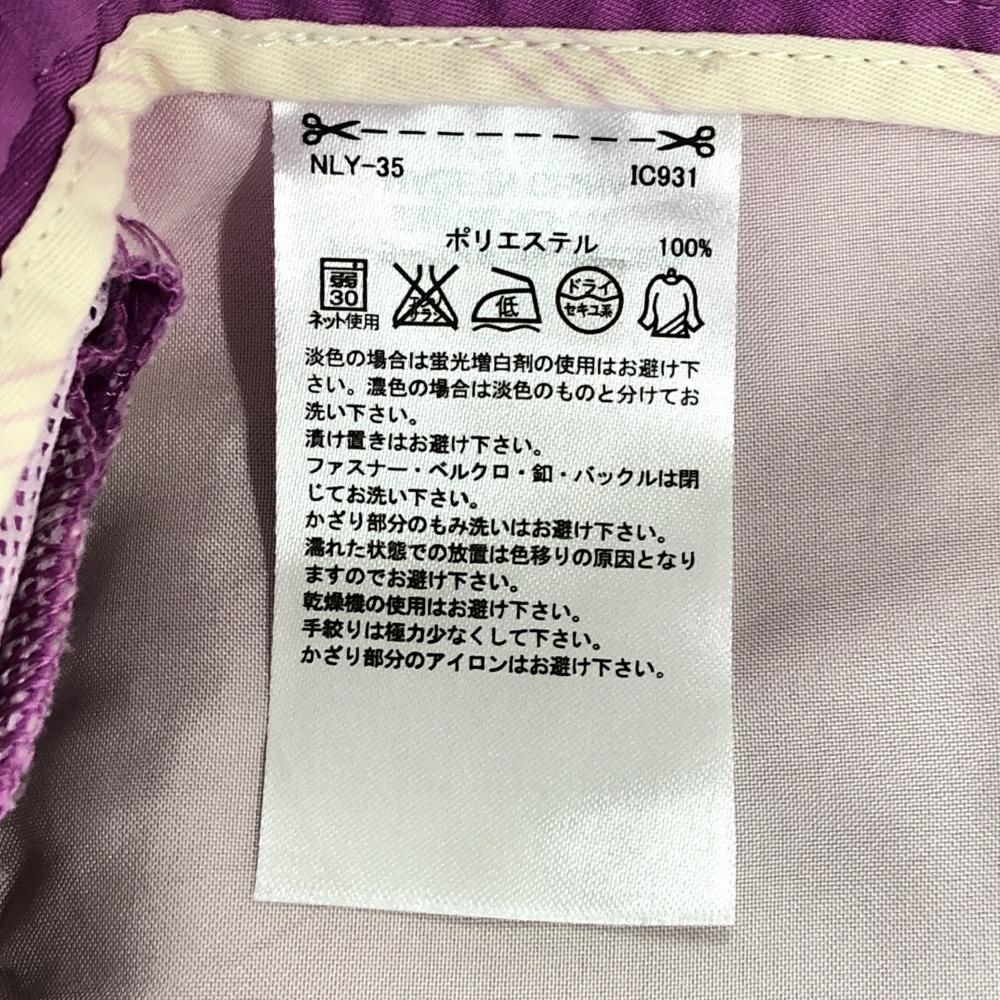 NLY-35 IC931
ポリエステル 100%
弱
30
ネット使用
エンソ
サラシ
低
ドライ
セキユ系
淡色の場合は蛍光増白剤の使用はお避け下
さい。濃色の場合は淡色のものと分けてお
洗い下さい。
漬け置きはお避け下さい。
ファスナー・ベルクロ・釦・バックルは閉
じてお洗い下さい。
かざり部分のもみ洗いはお避け下さい。
濡れた状態での放置は色移りの原因となり
ますのでお避け下さい。
乾燥機の使用はお避け下さい。
手絞りは極力少なくして下さい。
かざり部分のアイロンはお避け下さい。